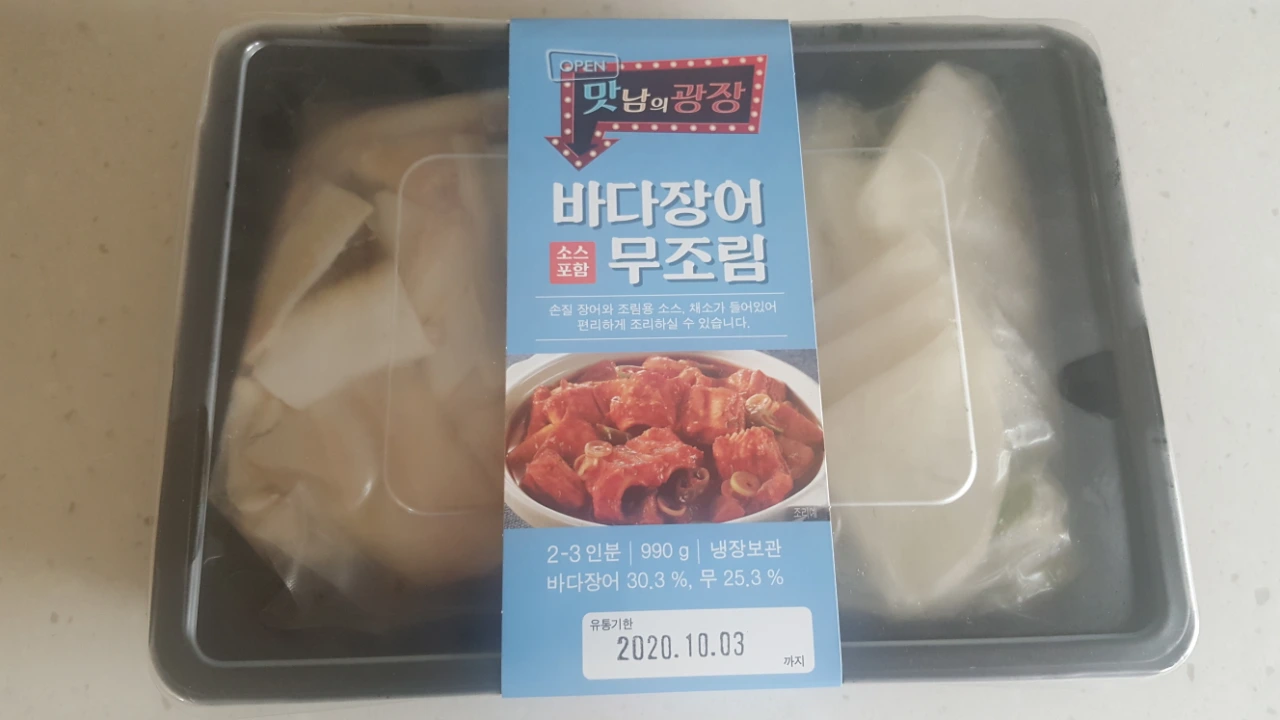 OPEN
맛남의광장
바다장어
소스
포함
무조림
손질 장어와 조림용 소스, 채소가 들어있어
편리하게 조리하실 수 있습니다.
조리예
2-3 인분 | 990 g | 냉장보관
바다장어 30.3 %, 무 25.3 %
유통기한
2020.10.03
까지